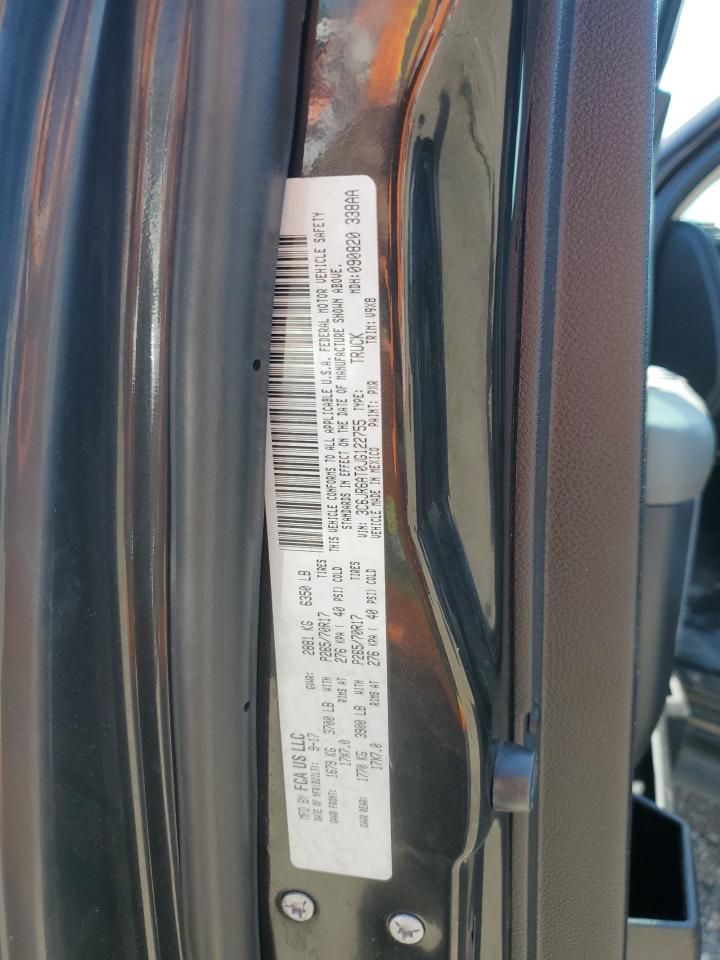 MFD BY FCA US LLC
DATE OF MFR(BUILT): 9-17 GVWR: 2881 KG 6350 LB
GAWR FRONT: 1679 KG 3700 LB WITH P265/70R17 TIRES
17X7.0 RIMS AT 276 KPA ( 40 PSI) COLD
GAWR REAR: 1770 KG 3900 LB WITH P265/70R17 TIRES
17X7.0 RIMS AT 276 KPA ( 40 PSI) COLD
THIS VEHICLE CONFORMS TO ALL APPLICABLE U.S.A. FEDERAL MOTOR VEHICLE SAFETY
STANDARDS IN EFFECT ON THE DATE OF MANUFACTURE SHOWN ABOVE.
VIN: 3C6JR6AT0JG122755 TYPE: TRUCK MDH:090820 338AA
VEHICLE MADE IN MEXICO PAINT: PXR TRIM: V9XB